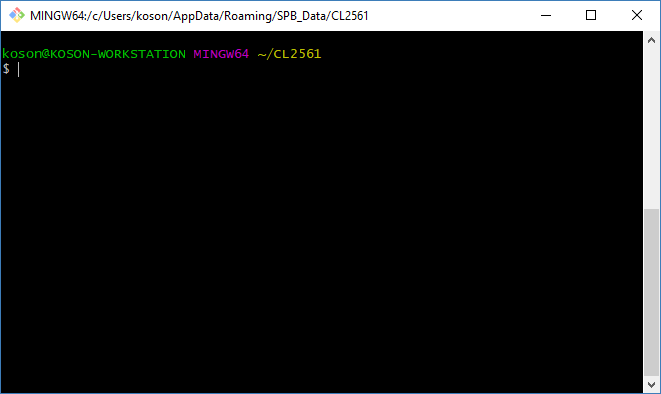 MINGW64:/c/Users/koson/AppData/Roaming/SPB_Data/CL2561
koson@KOSON-WORKSTATION MINGW64 ~/CL2561
$